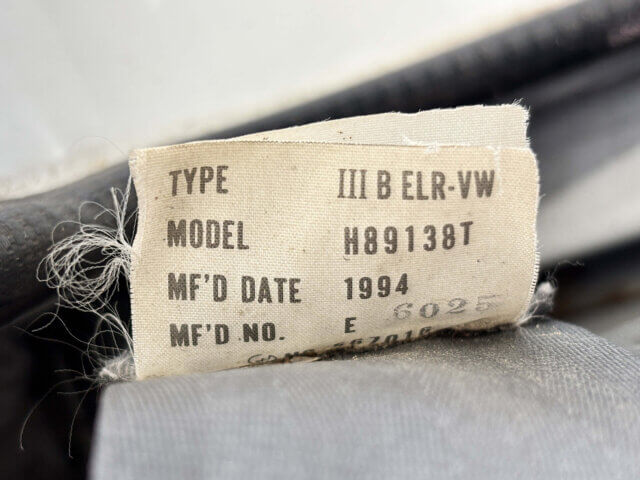 TYPE III B ELR-VW
MODEL H89138T
MF'D DATE 1994
MF'D NO. E 6025